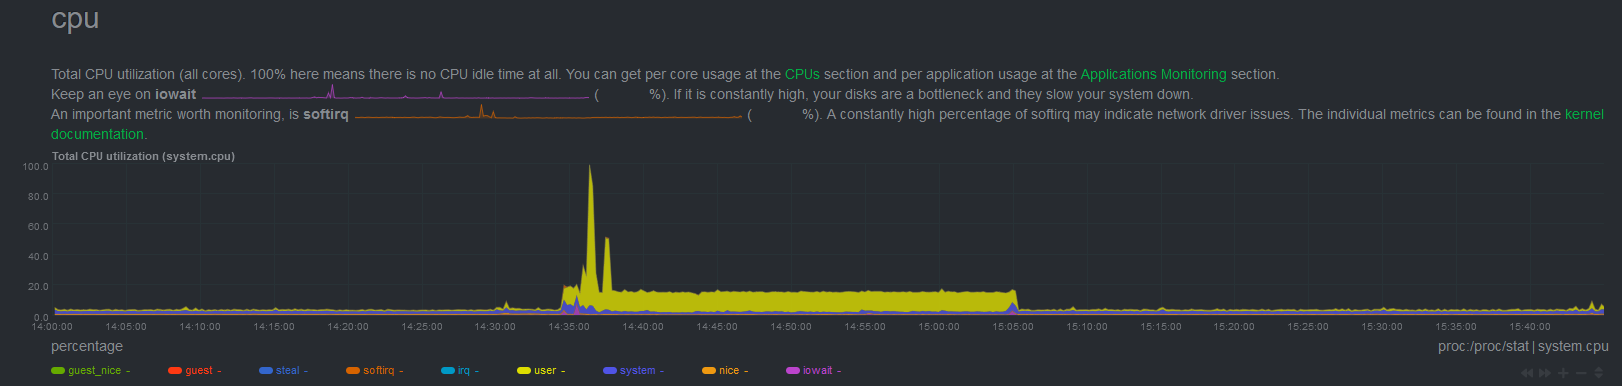 cpu
Total CPU utilization (all cores). 100% here means there is no CPU idle time at all. You can get per core usage at the CPUs section and per application usage at the Applications Monitoring section.
Keep an eye on iowait ( %). If it is constantly high, your disks are a bottleneck and they slow your system down.
An important metric worth monitoring, is softirq ( %). A constantly high percentage of softirq may indicate network driver issues. The individual metrics can be found in the kernel
documentation.
Total CPU utilization (system.cpu)
100.0
80.0
60.0
40.0
20.0
0.0
14:00:00 14:05:00 14:10:00 14:15:00 14:20:00 14:25:00 14:30:00 14:35:00 14:40:00 14:45:00 14:50:00 14:55:00 15:00:00 15:05:00 15:10:00 15:15:00 15:20:00 15:25:00 15:30:00 15:35:00 15:40:00
percentage proc:/proc/stat | system.cpu
guest_nice - guest - steal - softirq - irq - user - system - nice - iowait -